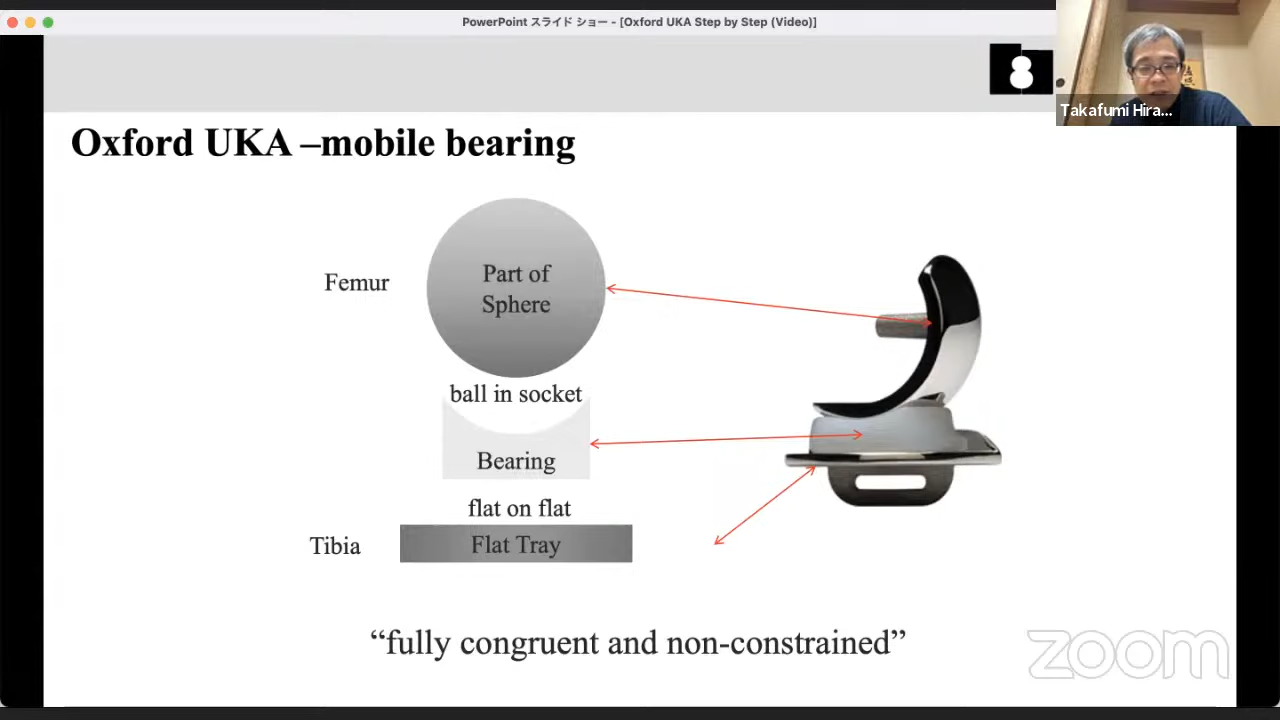 PowerPoint スライド ショー - [Oxford UKA Step by Step (Video)]
Takafumi Hira...
Oxford UKA –mobile bearing
Femur
Part of
Sphere
ball in socket
Bearing
flat on flat
Tibia
Flat Tray
“fully congruent and non-constrained”
zoom